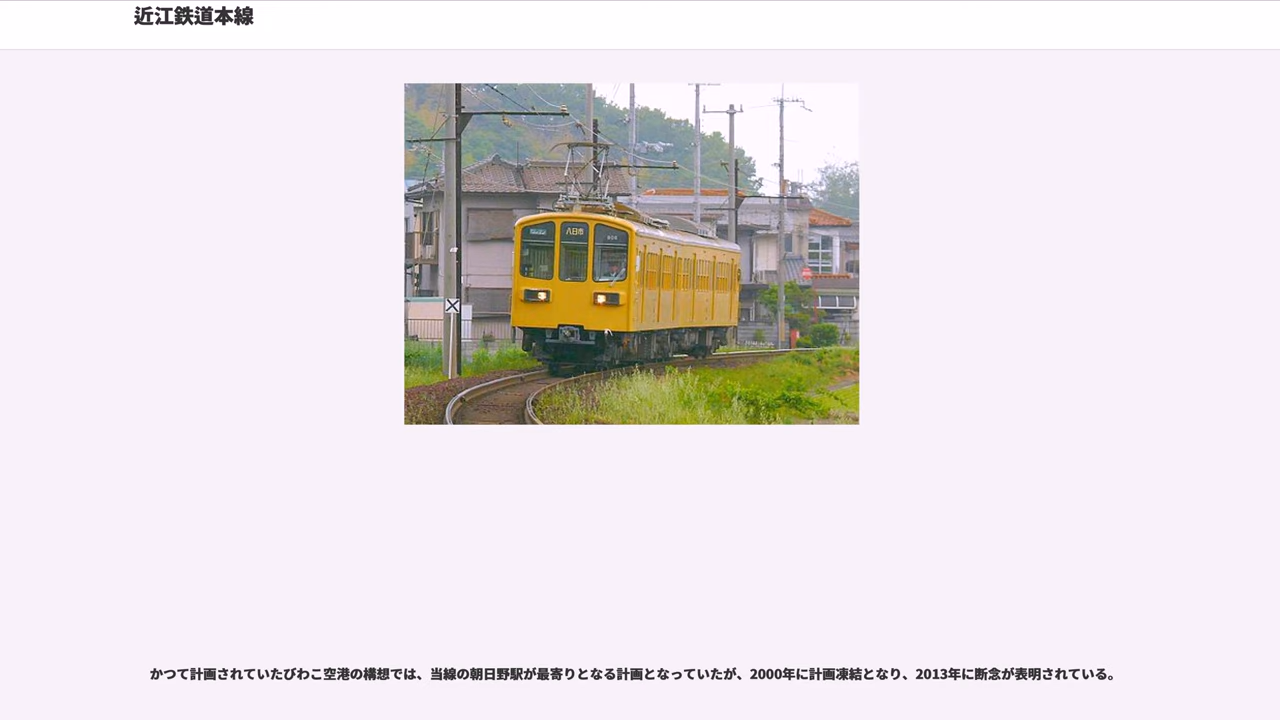 近江鉄道本線
八日市
かつて計画されていたびわこ空港の構想では、当線の朝日野駅が最寄りとなる計画となっていたが、2000年に計画凍結となり、2013年に断念が表明されている。